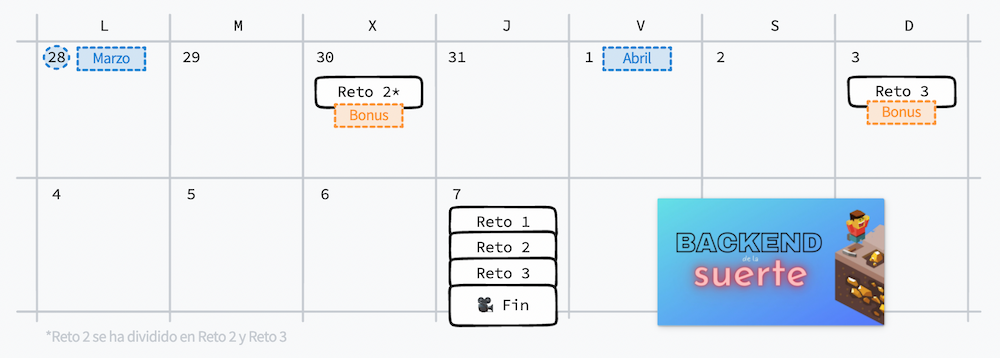 L M X J V S D
28 Marzo 29 30 31 1 Abril 2 3
Reto 2* Reto 3
Bonus Bonus
4 5 6 7
Reto 1
Reto 2
Reto 3
Fin
BACKEND
de la
suerte
*Reto 2 se ha dividido en Reto 2 y Reto 3